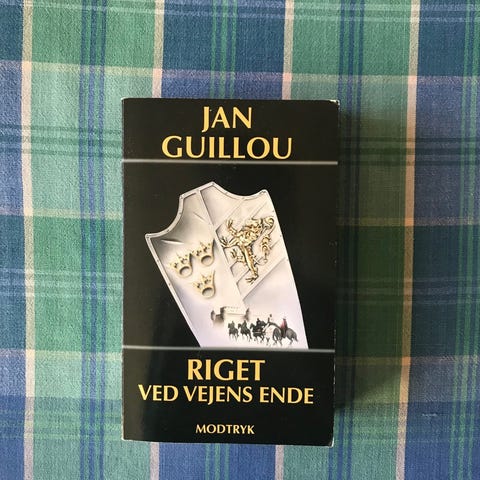 JAN
GUILLOU
RIGET
VED VEJENS ENDE
MODTRYK